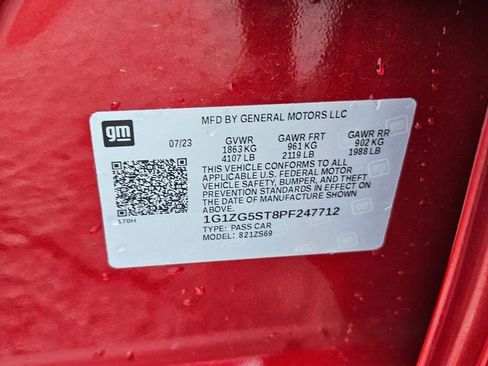 gm
MFD BY GENERAL MOTORS LLC
07/23 GVWR GAWR FRT GAWR RR
1863 KG 961 KG 902 KG
4107 LB 2119 LB 1988 LB
THIS VEHICLE CONFORMS TO ALL
APPLICABLE U.S. FEDERAL MOTOR
VEHICLE SAFETY, BUMPER, AND THEFT
PREVENTION STANDARDS IN EFFECT ON
THE DATE OF MANUFACTURE SHOWN
ABOVE.
170H
1G1ZG5ST8PF247712
TYPE: PASS CAR
MODEL: 821ZS69